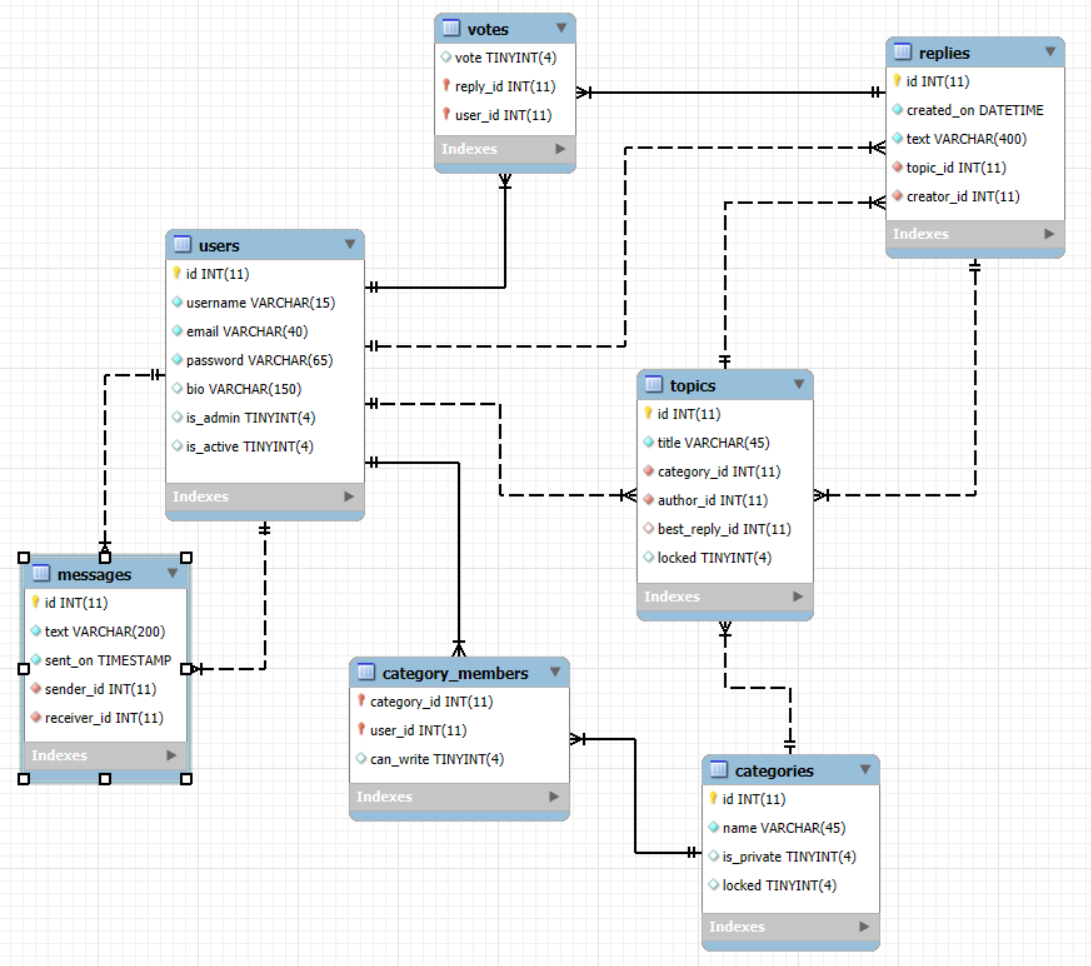 votes
vote TINYINT(4)
reply_id INT(11)
user_id INT(11)
Indexes
replies
id INT(11)
created_on DATETIME
text VARCHAR(400)
topic_id INT(11)
creator_id INT(11)
Indexes
users
id INT(11)
username VARCHAR(15)
email VARCHAR(40)
password VARCHAR(65)
bio VARCHAR(150)
is_admin TINYINT(4)
is_active TINYINT(4)
Indexes
topics
id INT(11)
title VARCHAR(45)
category_id INT(11)
author_id INT(11)
best_reply_id INT(11)
locked TINYINT(4)
Indexes
messages
id INT(11)
text VARCHAR(200)
sent_on TIMESTAMP
sender_id INT(11)
receiver_id INT(11)
Indexes
category_members
category_id INT(11)
user_id INT(11)
can_write TINYINT(4)
Indexes
categories
id INT(11)
name VARCHAR(45)
is_private TINYINT(4)
locked TINYINT(4)
Indexes